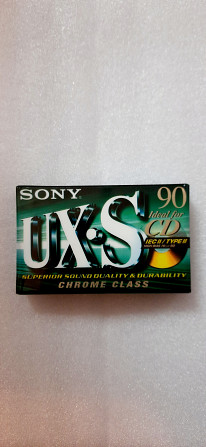 SONY
90
Ideal for
CD
UX·S
IEC II / TYPE II
SUPERIOR SOUND QUALITY & DURABILITY
CHROME CLASS